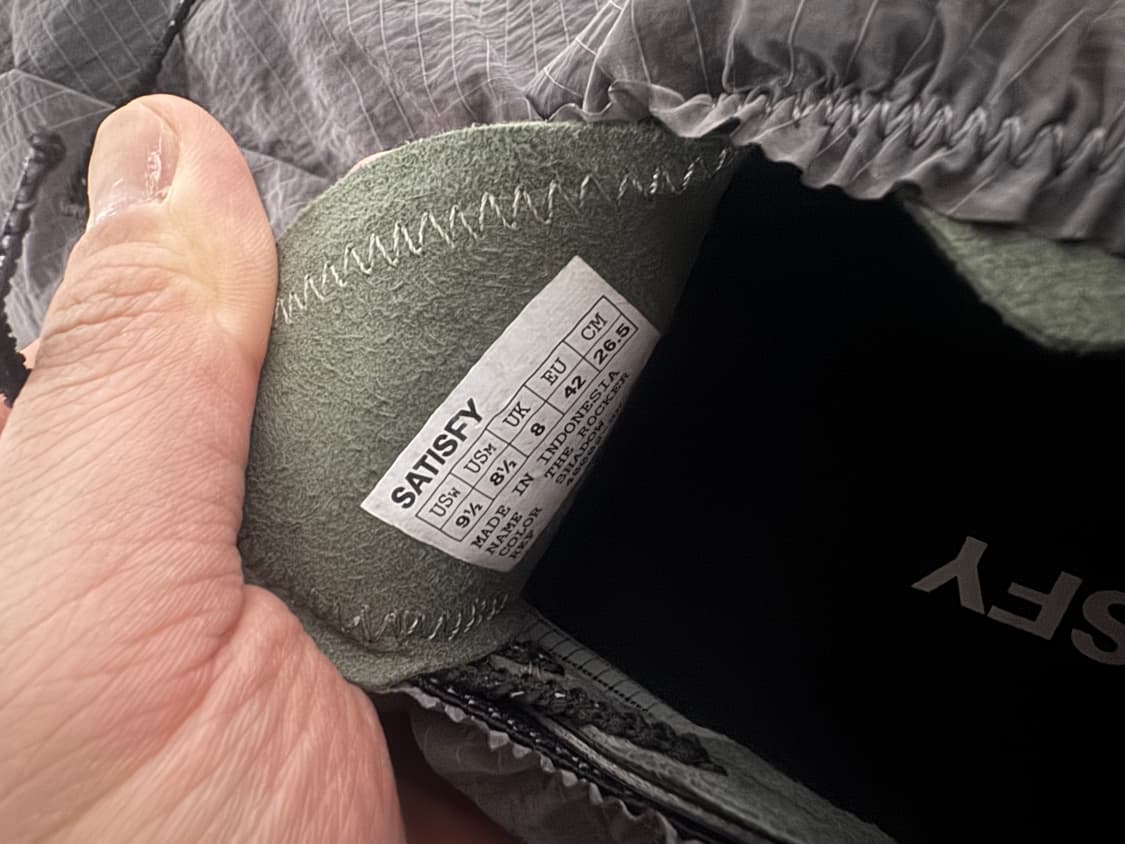 SATISFY
USW USM UK EU CM
9½ 8½ 8 42 26.5
MADE IN INDONESIA
NAME THE ROCKER
COLOR SHADOW
REF
SFY